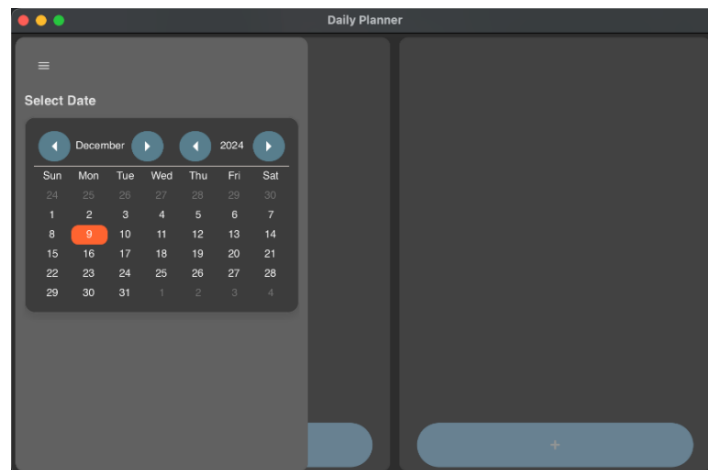 Daily Planner
≡
Select Date
December 2024
Sun Mon Tue Wed Thu Fri Sat
24 25 26 27 28 29 30
1 2 3 4 5 6 7
8 9 10 11 12 13 14
15 16 17 18 19 20 21
22 23 24 25 26 27 28
29 30 31 1 2 3 4
+